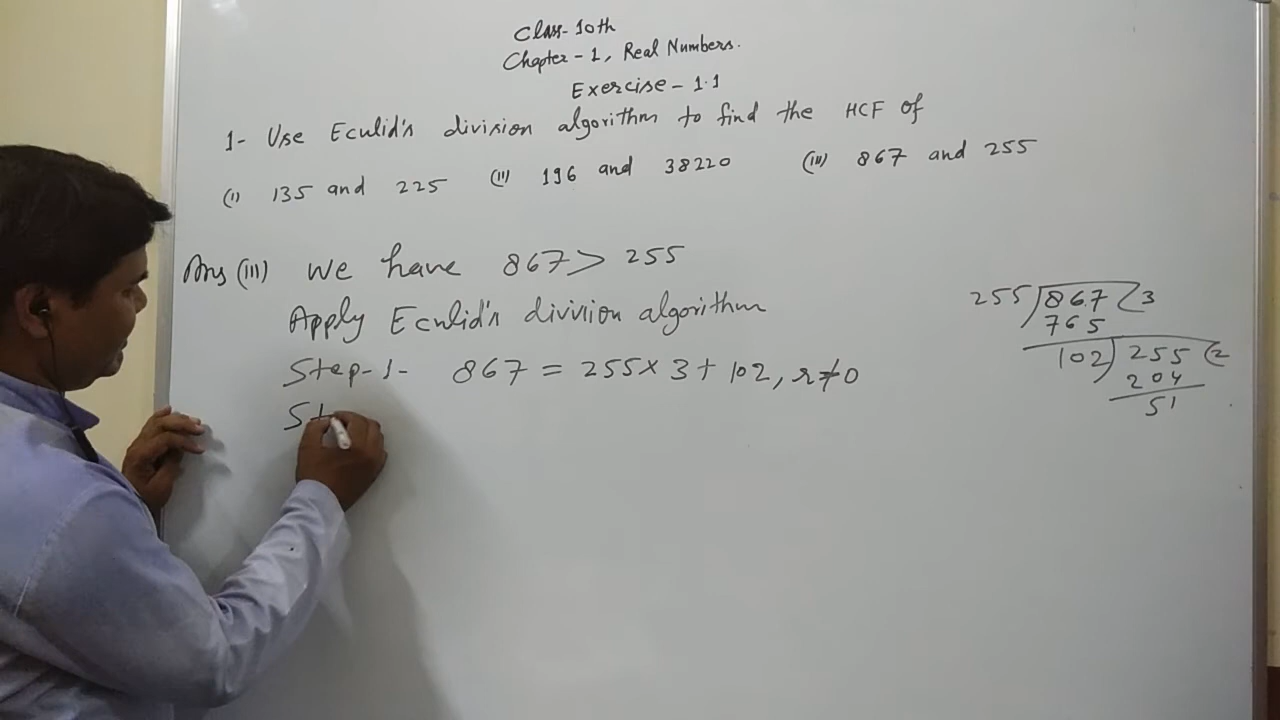 Class-10th
Chapter-1, Real Numbers.
Exercise-1.1
1- Use Eculid's division algorithm to find the HCF of
(i) 135 and 225 (ii) 196 and 38220 (iii) 867 and 255
Ans (iii) We have 867 > 255
Apply Eculid's division algorithm
Step-1- 867 = 255 × 3 + 102, r ≠ 0
St
255 ) 867 ( 3
765
102 ) 255 ( 2
204
51